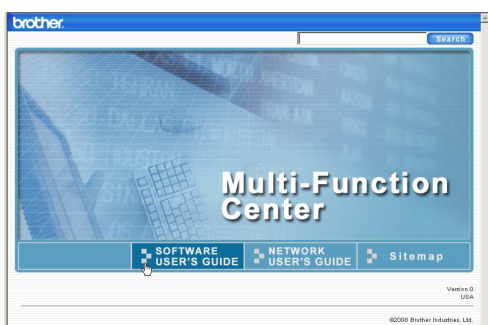 brother.
Search
Multi-Function
Center
SOFTWARE
USER'S GUIDE
NETWORK
USER'S GUIDE
Sitemap
Version 0
USA
©2008 Brother Industries, Ltd.